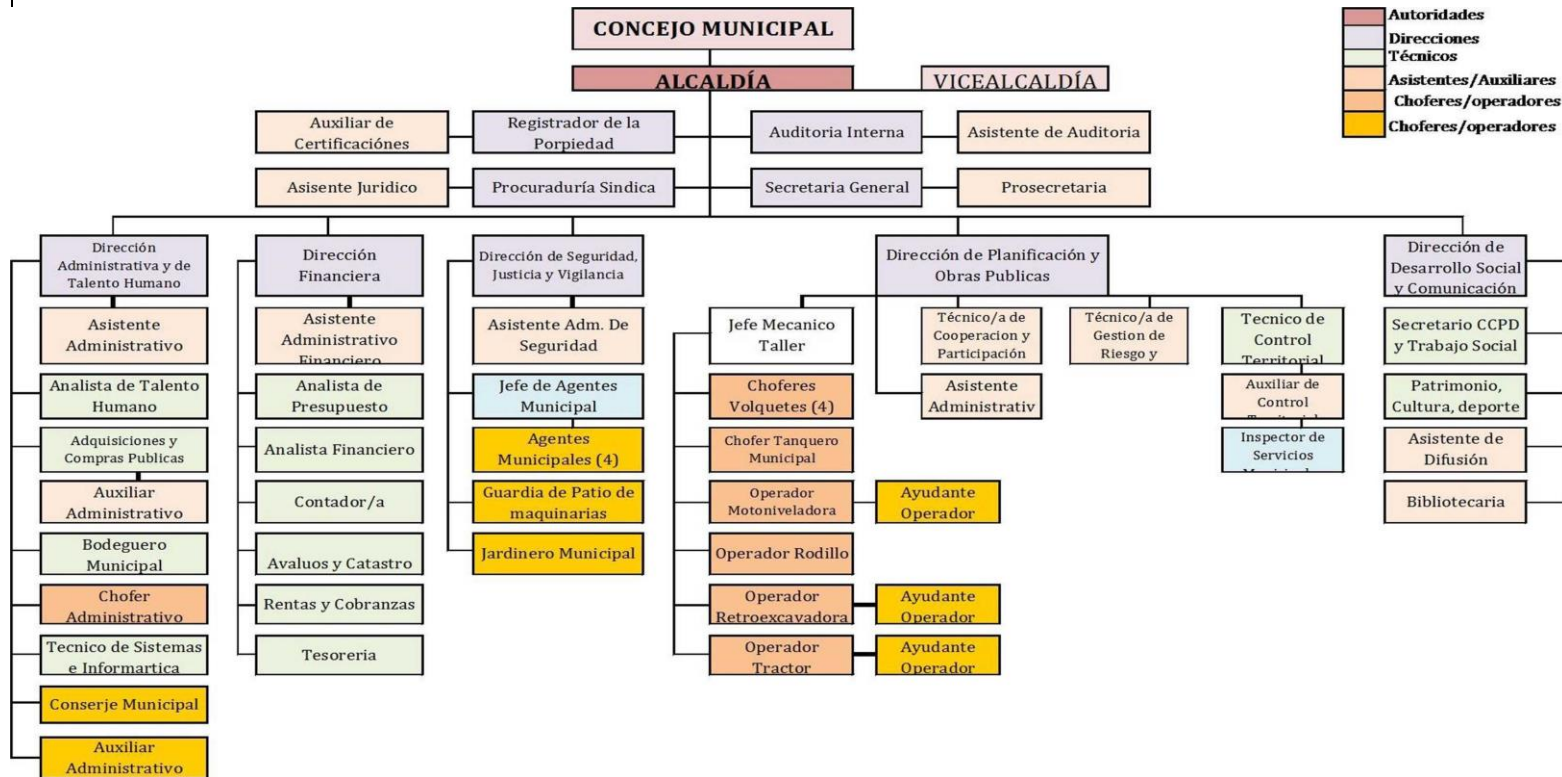 CONCEJO MUNICIPAL
ALCALDÍA
VICEALCALDÍA
Autoridades
Direcciones
Técnicos
Asistentes/Auxiliares
Choferes/operadores
Choferes/operadores
Auxiliar de
Certificaciónes
Registrador de la
Porpiedad
Auditoria Interna
Asistente de Auditoria
Asisente Juridico
Procuraduría Sindica
Secretaria General
Prosecretaria
Dirección
Administrativa y de
Talento Humano
Asistente
Administrativo
Analista de Talento
Humano
Adquisiciones y
Compras Publicas
Auxiliar
Administrativo
Bodeguero
Municipal
Chofer
Administrativo
Tecnico de Sistemas
e Informartica
Conserje Municipal
Auxiliar
Administrativo
Dirección
Financiera
Asistente
Administrativo
Financiero
Analista de
Presupuesto
Analista Financiero
Contador/a
Avaluos y Catastro
Rentas y Cobranzas
Tesoreria
Dirección de Seguridad,
Justicia y Vigilancia
Asistente Adm. De
Seguridad
Jefe de Agentes
Municipal
Agentes
Municipales (4)
Guardia de Patio de
maquinarias
Jardinero Municipal
Dirección de Planificación y
Obras Publicas
Jefe Mecanico
Taller
Choferes
Volquetes (4)
Chofer Tanquero
Municipal
Operador
Motoniveladora
Ayudante
Operador
Operador Rodillo
Operador
Retroexcavadora
Ayudante
Operador
Operador
Tractor
Ayudante
Operador
Técnico/a de
Cooperacion y
Participación
Asistente
Administrativ
Técnico/a de
Gestion de
Riesgo y
Tecnico de
Control
Territorial
Auxiliar de
Control
Inspector de
Servicios
Dirección de
Desarrollo Social
y Comunicación
Secretario CCPD
y Trabajo Social
Patrimonio,
Cultura, deporte
Asistente de
Difusión
Bibliotecaria